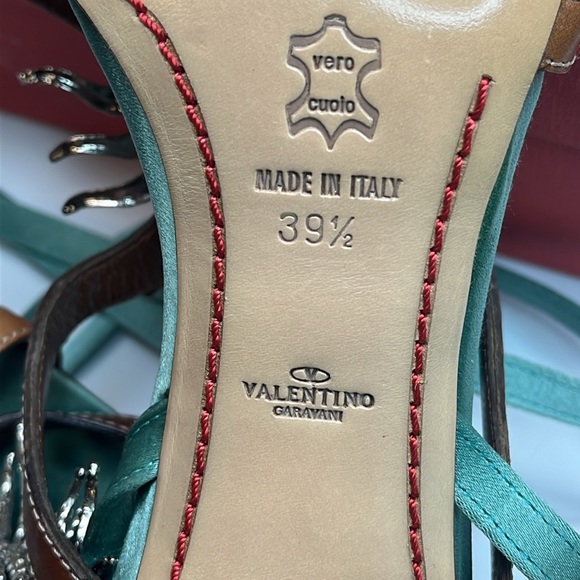 vero
cuoio
MADE IN ITALY
39½
VALENTINO
GARAVANI